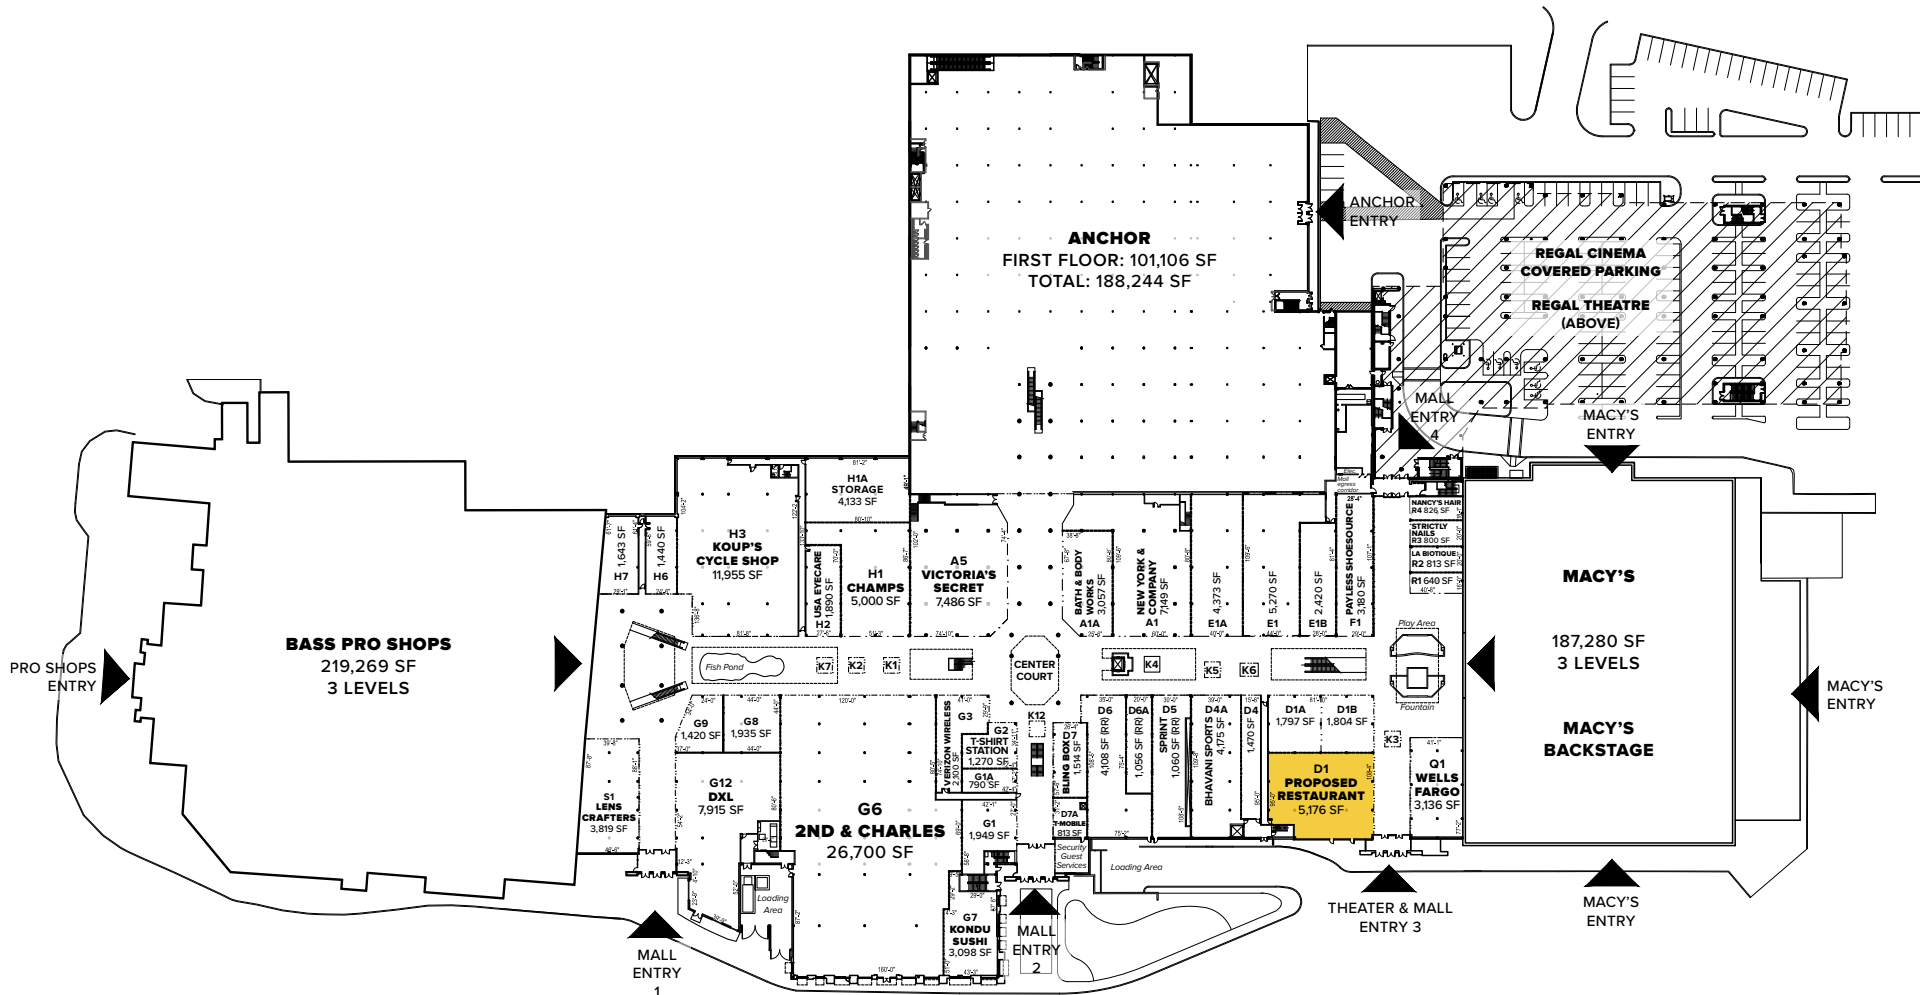 ANCHOR
FIRST FLOOR: 101,106 SF
TOTAL: 188,244 SF
ANCHOR
ENTRY
REGAL CINEMA
COVERED PARKING
REGAL THEATRE
(ABOVE)
MALL
ENTRY
4
MACY'S
ENTRY
PRO SHOPS
ENTRY
BASS PRO SHOPS
219,269 SF
3 LEVELS
H7
1,643 SF
H6
1,440 SF
H3
KOUP'S
CYCLE SHOP
11,955 SF
H1A
STORAGE
4,133 SF
USA EYECARE
1,890 SF
H2
H1
CHAMPS
5,000 SF
A5
VICTORIA'S
SECRET
7,486 SF
BATH & BODY
WORKS
3,057 SF
A1A
NEW YORK &
COMPANY
7,149 SF
A1
4,373 SF
E1A
5,270 SF
E1
2,420 SF
E1B
PAYLESS SHOESOURCE
3,180 SF
F1
Elec.
Mall
egress
corridor
28'-4"
NANCY'S HAIR
R4 826 SF
STRICTLY
NAILS
R3 800 SF
LA BIOTIQUE
R2 813 SF
R1 640 SF
40'-6"
Play Area
Fountain
MACY'S
187,280 SF
3 LEVELS
MACY'S
BACKSTAGE
MACY'S
ENTRY
Fish Pond
K7
K2
K1
CENTER
COURT
K4
K5
K6
K12
K3
S1
LENS
CRAFTERS
3,819 SF
G9
1,420 SF
G8
1,935 SF
G12
DXL
7,915 SF
G6
2ND & CHARLES
26,700 SF
120'-0"
160'-0"
VERIZON WIRELESS
2,100 SF
G3
G2
T-SHIRT
STATION
1,270 SF
G1A
790 SF
G1
1,949 SF
G7
KONDU
SUSHI
3,098 SF
D7
BLING BOX
1,514 SF
D7A
T-MOBILE
813 SF
Security
Guest
Services
D6
4,108 SF (RR)
D6A
1,056 SF (RR)
D5
SPRINT
1,060 SF (RR)
D4A
BHAVANI SPORTS
4,175 SF
D4
1,470 SF
D1A
1,797 SF
D1B
1,804 SF
D1
PROPOSED
RESTAURANT
5,176 SF
Q1
WELLS
FARGO
3,136 SF
Loading
Area
Loading Area
MALL
ENTRY
1
MALL
ENTRY
2
THEATER & MALL
ENTRY 3
MACY'S
ENTRY